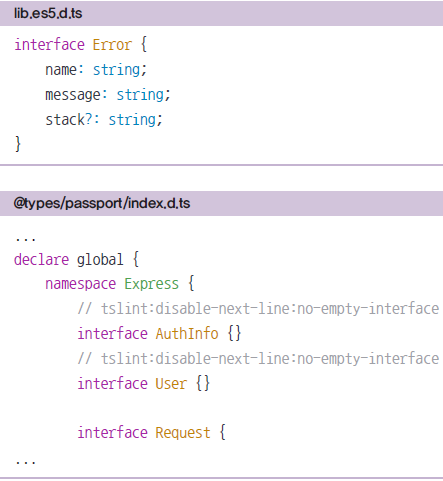 lib.es5.d.ts
interface Error {
    name: string;
    message: string;
    stack?: string;
}
@types/passport/index.d.ts
...
declare global {
    namespace Express {
        // tslint:disable-next-line:no-empty-interface
        interface AuthInfo {}
        // tslint:disable-next-line:no-empty-interface
        interface User {}
        interface Request {
...